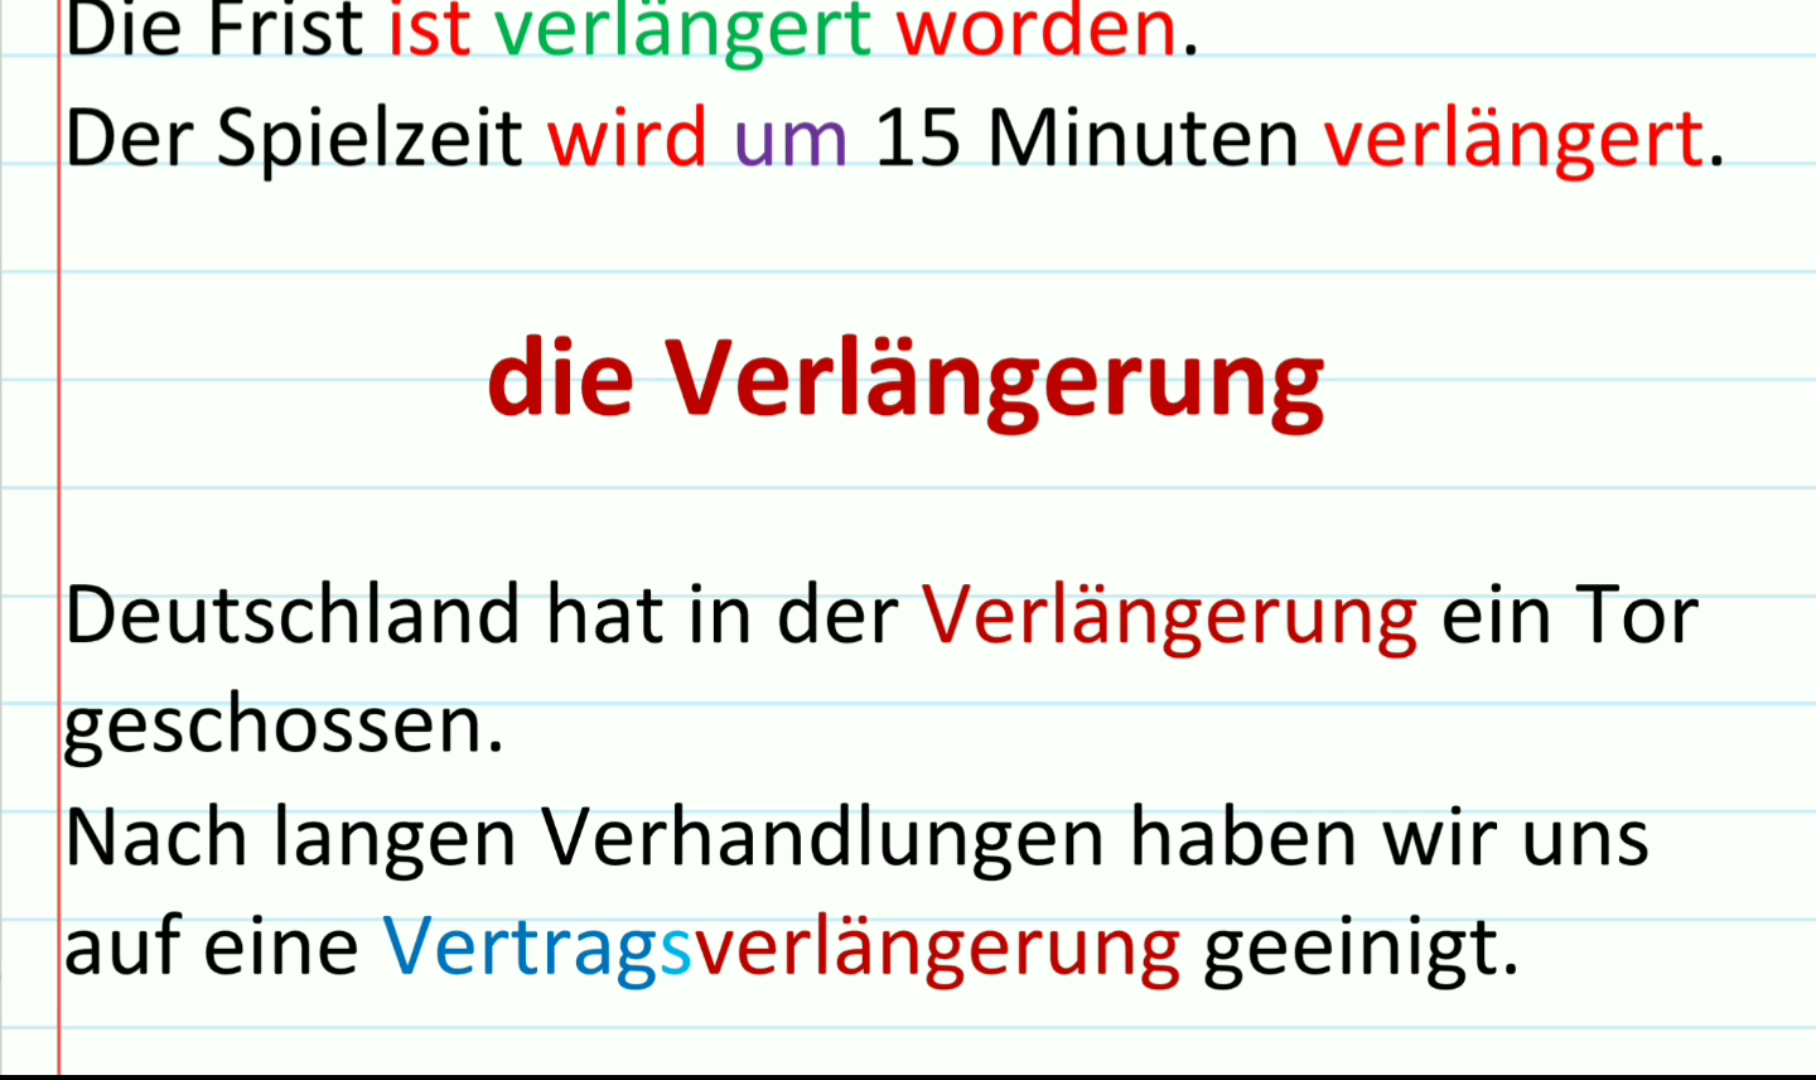 Die Frist ist verlängert worden.
Der Spielzeit wird um 15 Minuten verlängert.
die Verlängerung
Deutschland hat in der Verlängerung ein Tor
geschossen.
Nach langen Verhandlungen haben wir uns
auf eine Vertragsverlängerung geeinigt.